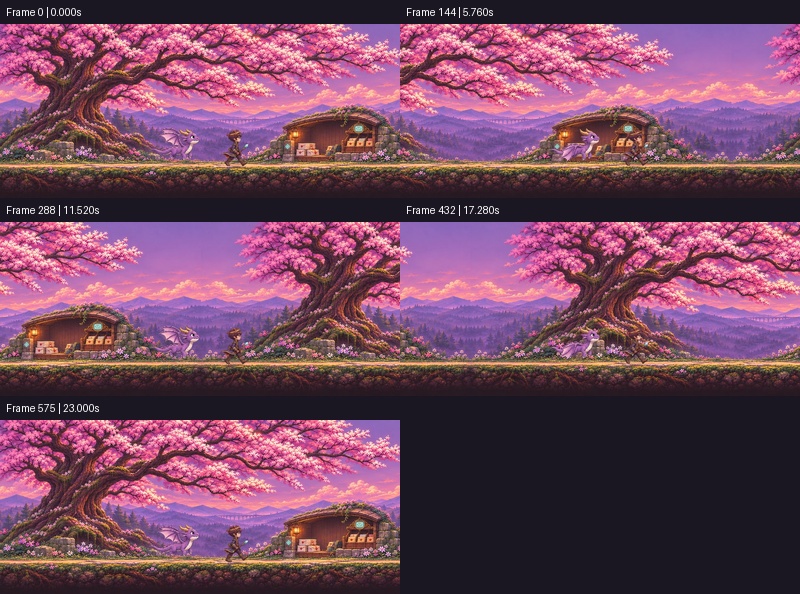 Frame 0 | 0.000s
Frame 144 | 5.760s
Frame 288 | 11.520s
Frame 432 | 17.280s
Frame 575 | 23.000s